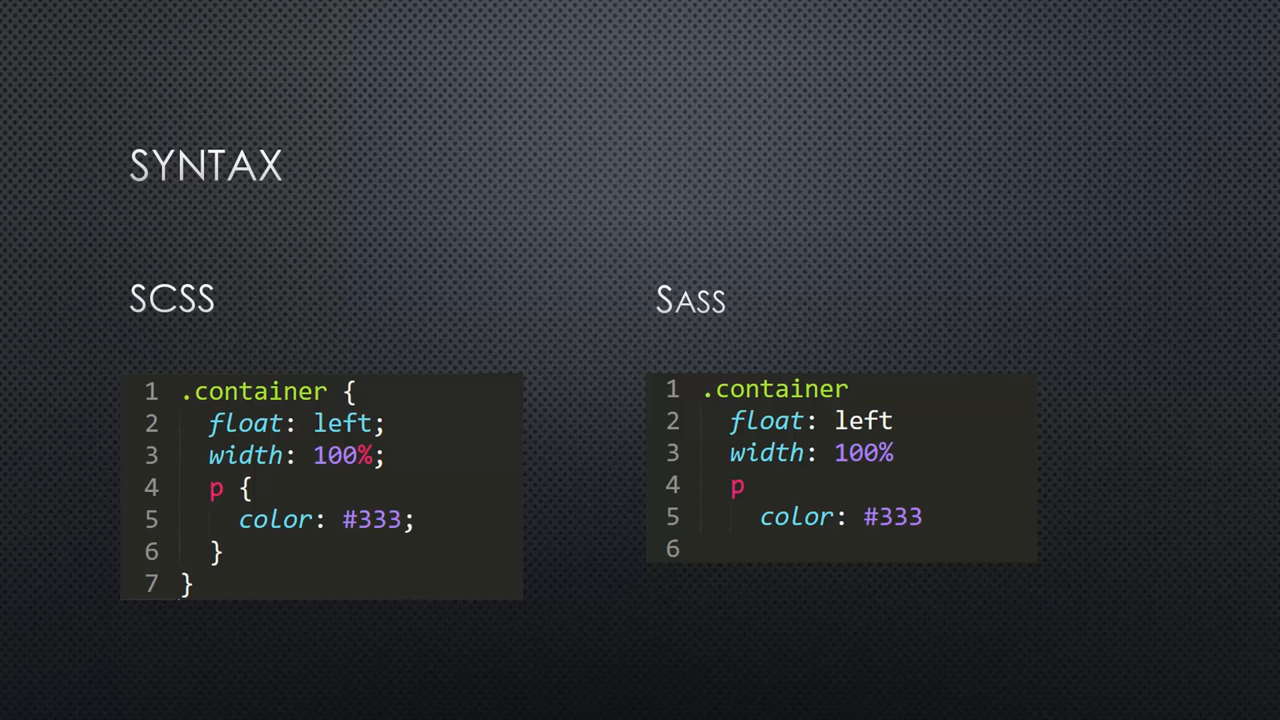 SYNTAX
SCSS
1 .container {
2 float: left;
3 width: 100%;
4 p {
5 color: #333;
6 }
7 }
SASS
1 .container
2 float: left
3 width: 100%
4 p
5 color: #333
6